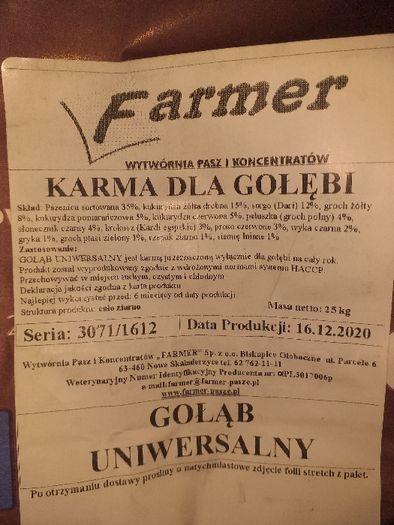 Farmer
WYTWÓRNIA PASZ I KONCENTRATÓW
KARMA DLA GOŁĘBI
Skład: Pszenica sortowana 35%, kukurydza żółta drobna 15%, sorgo (Dari) 12%, groch żółty
8%, kukurydza pomarańczowa 5%, kukurydza czerwona 5%, peluszka (groch polny) 4%,
słonecznik czarny 4%, krokosz (Kardi egipskie) 3%, proso czerwone 3%, wyka czarna 2%,
gryka 1%, groch ptasi zielony 1%, rzepak ziarno 1%, siemię lniane 1%
Zastosowanie:
GOŁĄB UNIWERSALNY jest karmą przeznaczoną wyłącznie dla gołębi na cały rok.
Produkt został wyprodukowany zgodnie z wdrożonymi normami systemu HACCP.
Przechowywać w miejscu suchym, czystym i chłodnym
Deklaracja jakości zgodna z kartą produktu
Najlepiej wykorzystać przed: 6 miesięcy od daty produkcji
Struktura produktu: całe ziarno
Masa netto: 25 kg
Seria: 3071/1612
Data Produkcji: 16.12.2020
Wytwórnia Pasz i Koncentratów „FARMER" Sp. z o.o. Biskupice Ołoboczne ul. Parcele 6
63-460 Nowe Skalmierzyce tel. 62 762-11-11
Weterynaryjny Numer Identyfikacyjny Producenta nr: αPL3017006p
e-mail:farmer@farmer-pasze.pl
www.farmer-pasze.pl
GOŁĄB
UNIWERSALNY
Po otrzymaniu dostawy prosimy o natychmiastowe zdjęcie folii stretch z palet.